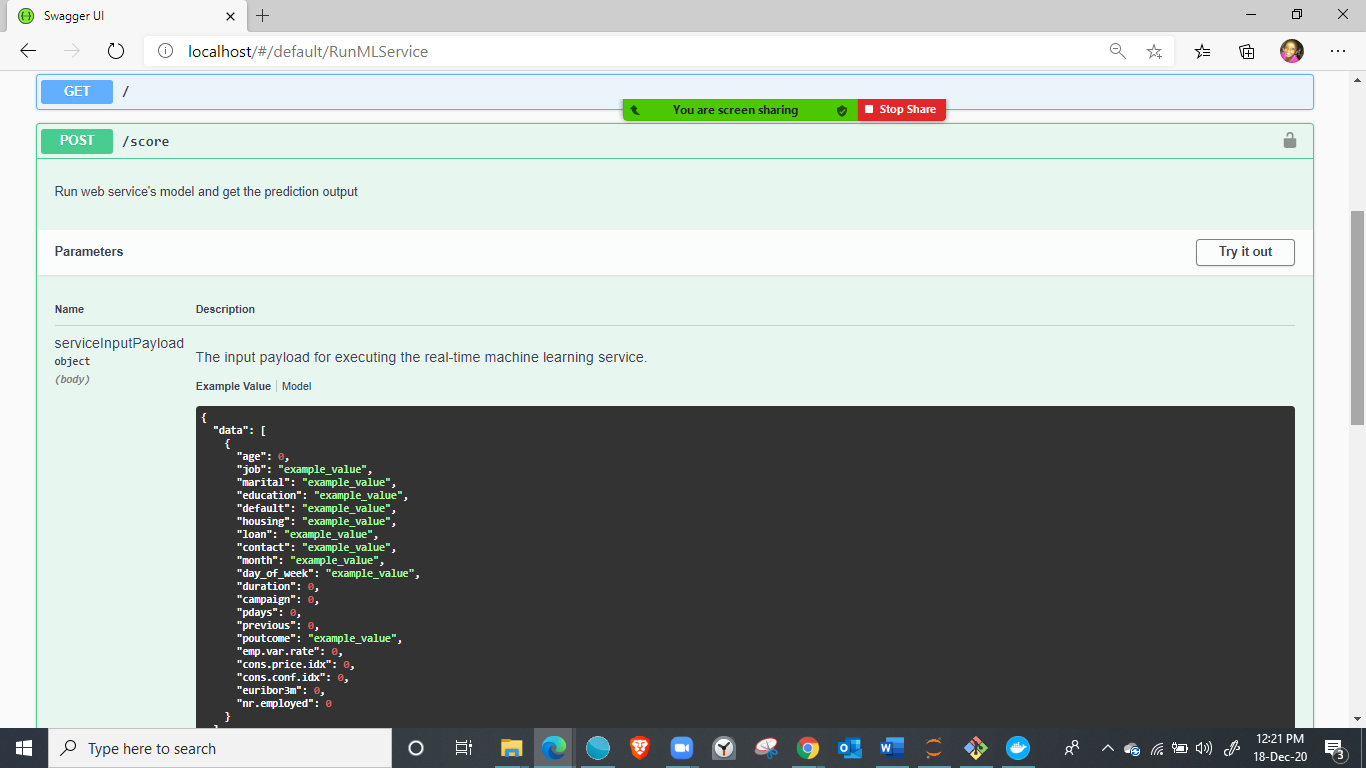 Swagger UI
localhost/#/default/RunMLService
GET /
You are screen sharing Stop Share
POST /score
Run web service's model and get the prediction output
Parameters Try it out
Name Description
serviceInputPayload
object
(body)
The input payload for executing the real-time machine learning service.
Example Value Model
{
"data": [
{
"age": 0,
"job": "example_value",
"marital": "example_value",
"education": "example_value",
"default": "example_value",
"housing": "example_value",
"loan": "example_value",
"contact": "example_value",
"month": "example_value",
"day_of_week": "example_value",
"duration": 0,
"campaign": 0,
"pdays": 0,
"previous": 0,
"poutcome": "example_value",
"emp.var.rate": 0,
"cons.price.idx": 0,
"cons.conf.idx": 0,
"euribor3m": 0,
"nr.employed": 0
}
Type here to search
12:21 PM
18-Dec-20
3